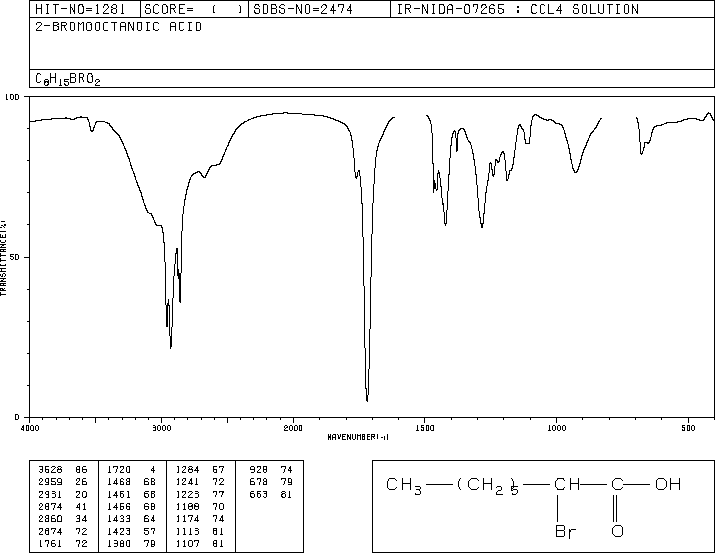 HIT-NO=1281 SCORE= ( ) SDBS-NO=2474 IR-NIDA-07265 : CCL4 SOLUTION
2-BROMOOCTANOIC ACID
C8H15BRO2
100
50
0
TRANSMITTANCE(%)
4000 3000 2000 1500 1000 500
WAVENUMBER(-1)
3528 86 1720 4 1284 57 928 74
2959 26 1468 68 1241 72 678 79
2931 20 1461 66 1223 77 653 81
2874 41 1456 68 1188 70
2860 34 1433 64 1174 74
2674 72 1423 57 1113 81
1761 72 1380 79 1107 81
CH3 (CH2)5 CH C OH
Br O